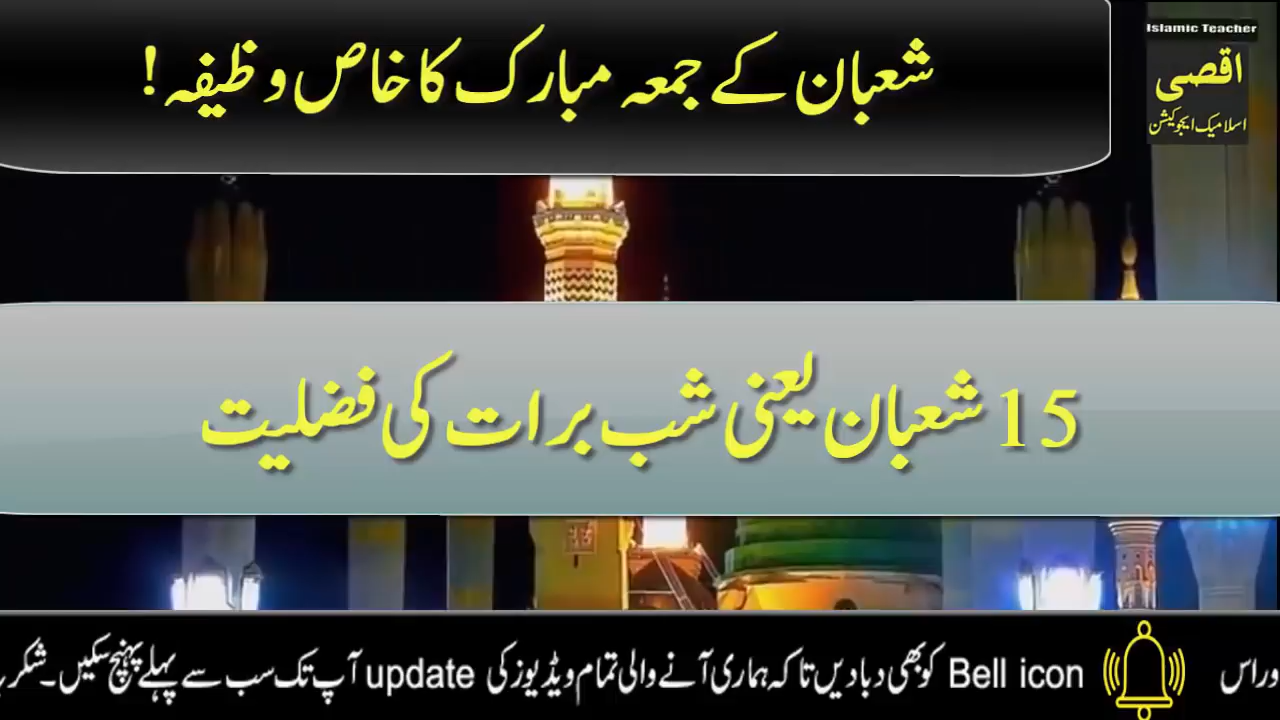 شعبان کے جمعہ مبارک کا خاص وظیفہ!
Islamic Teacher
اقصی
اسلامیک ایجوکیشن
15 شعبان یعنی شب برات کی فضلیت
وراس Bell icon کو بھی دبا دیں تاکہ ہماری آنے والی تمام ویڈیوز کی update آپ تک سب سے پہلے پہنچ سکیں۔